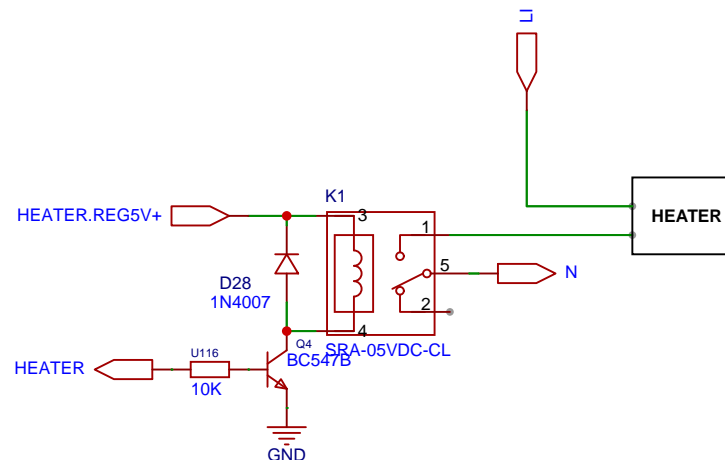 LI
K1
HEATER.REG5V+
3
1
HEATER
D28
1N4007
5
N
2
4
Q4
BC547B
SRA-05VDC-CL
U116
HEATER
10K
GND